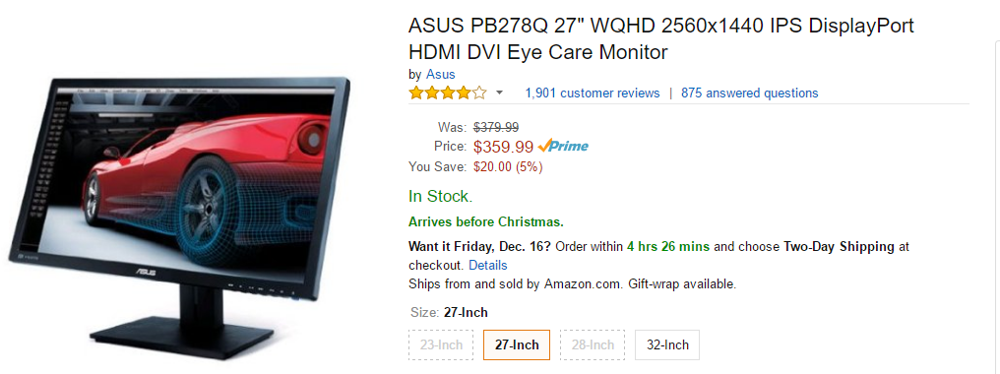 ASUS PB278Q 27" WQHD 2560x1440 IPS DisplayPort
HDMI DVI Eye Care Monitor
by Asus
1,901 customer reviews | 875 answered questions
Was: $379.99
Price: $359.99 Prime
You Save: $20.00 (5%)
In Stock.
Arrives before Christmas.
Want it Friday, Dec. 16? Order within 4 hrs 26 mins and choose Two-Day Shipping at
checkout. Details
Ships from and sold by Amazon.com. Gift-wrap available.
Size: 27-Inch
23-Inch 27-Inch 28-Inch 32-Inch
ASUS